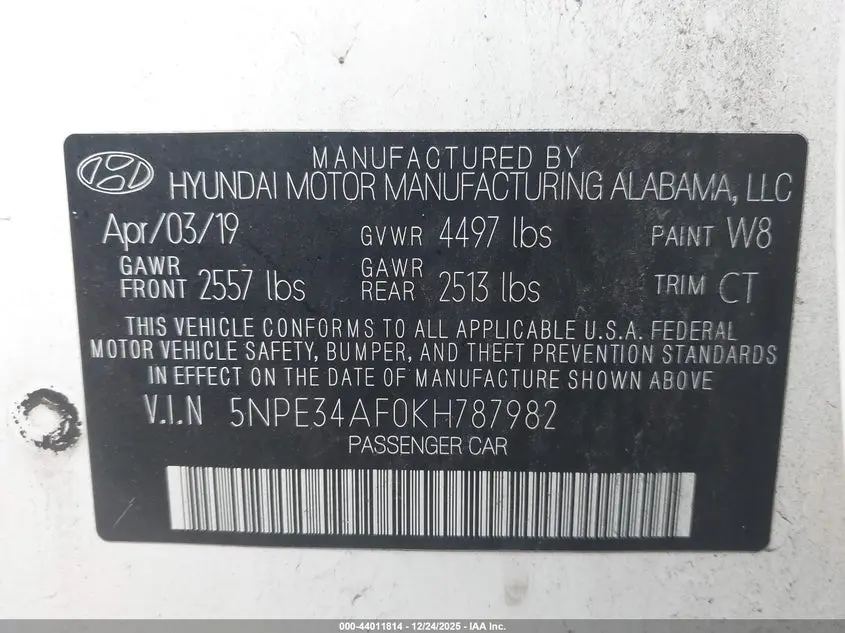 MANUFACTURED BY
HYUNDAI MOTOR MANUFACTURING ALABAMA, LLC
Apr/03/19 GVWR 4497 lbs PAINT W8
GAWR FRONT 2557 lbs GAWR REAR 2513 lbs TRIM CT
THIS VEHICLE CONFORMS TO ALL APPLICABLE U.S.A. FEDERAL
MOTOR VEHICLE SAFETY, BUMPER, AND THEFT PREVENTION STANDARDS
IN EFFECT ON THE DATE OF MANUFACTURE SHOWN ABOVE
V.I.N 5NPE34AF0KH787982
PASSENGER CAR
000-44011814 - 12/24/2025 - IAA Inc.